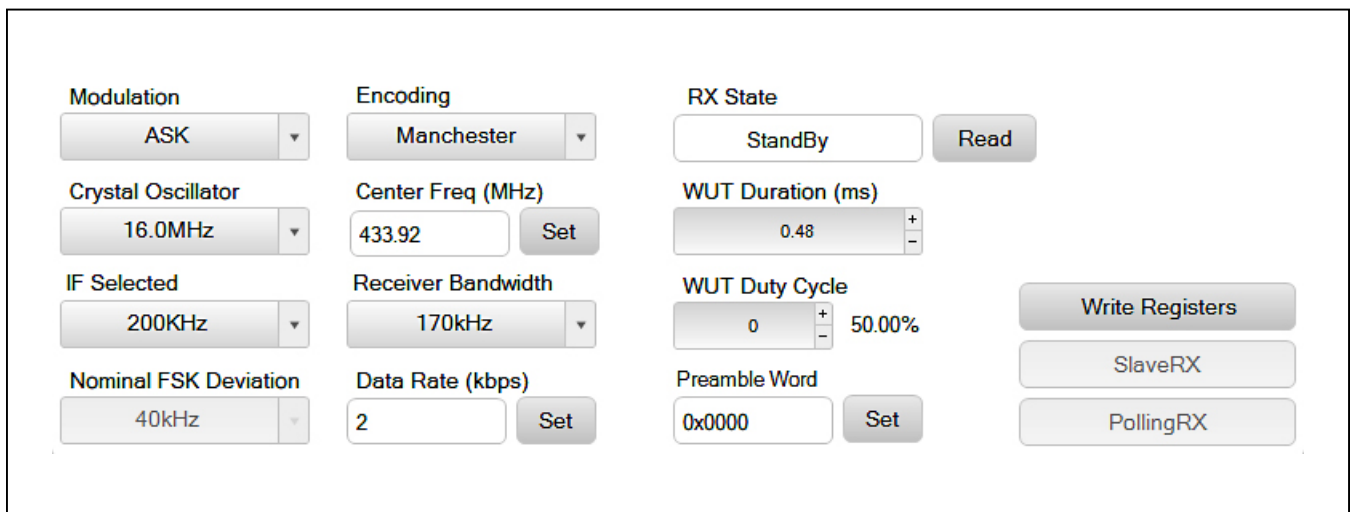 Modulation
ASK
Encoding
Manchester
RX State
StandBy
Read
Crystal Oscillator
16.0MHz
Center Freq (MHz)
433.92
Set
WUT Duration (ms)
0.48
+
–
IF Selected
200KHz
Receiver Bandwidth
170kHz
WUT Duty Cycle
0
+
–
50.00%
Write Registers
Nominal FSK Deviation
40kHz
Data Rate (kbps)
2
Set
Preamble Word
0x0000
Set
SlaveRX
PollingRX